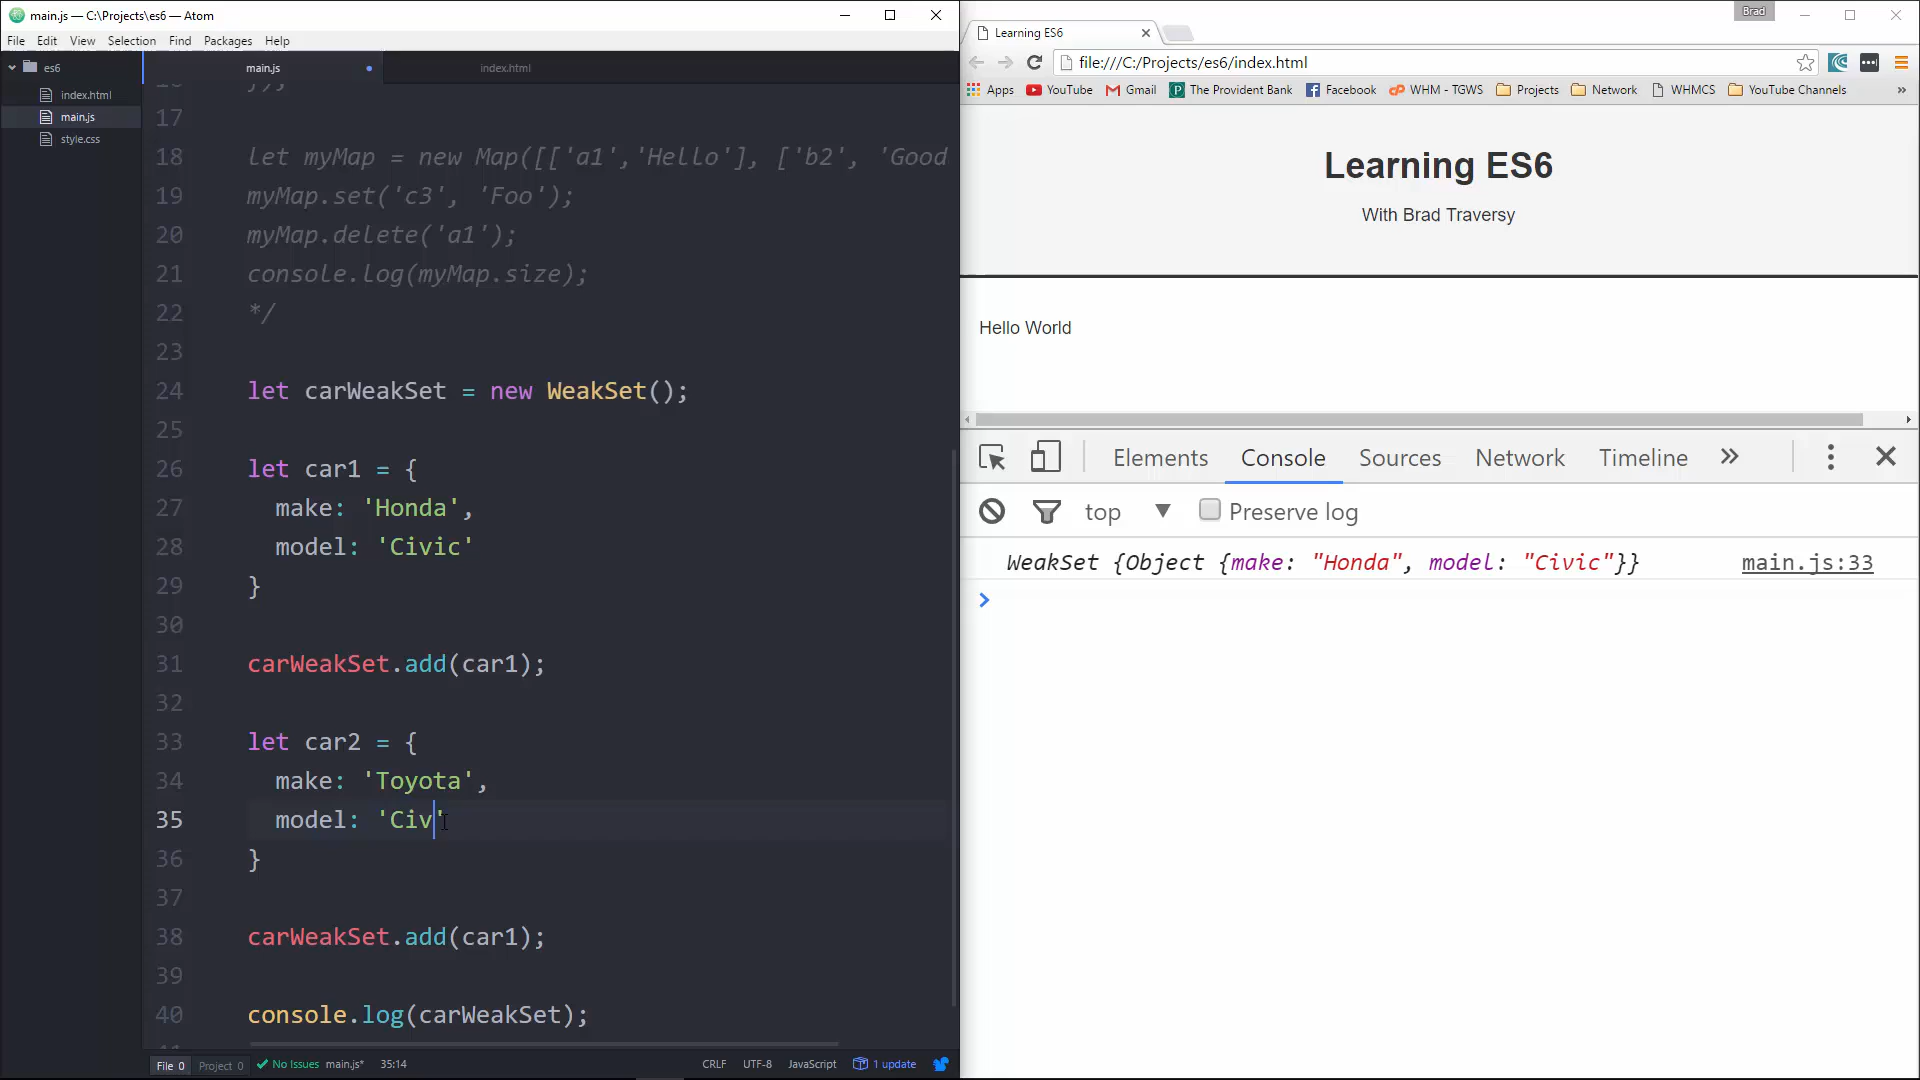 main.js — C:\Projects\es6 — Atom
File Edit View Selection Find Packages Help
es6
index.html
main.js
style.css
main.js
index.html
16 });
17
18 let myMap = new Map([['a1','Hello'], ['b2', 'Good
19 myMap.set('c3', 'Foo');
20 myMap.delete('a1');
21 console.log(myMap.size);
22 */
23
24 let carWeakSet = new WeakSet();
25
26 let car1 = {
27 make: 'Honda',
28 model: 'Civic'
29 }
30
31 carWeakSet.add(car1);
32
33 let car2 = {
34 make: 'Toyota',
35 model: 'Civ'
36 }
37
38 carWeakSet.add(car1);
39
40 console.log(carWeakSet);
File 0 Project 0 No Issues main.js* 35:14 CRLF UTF-8 JavaScript 1 update
Brad
Learning ES6
file:///C:/Projects/es6/index.html
Apps YouTube Gmail The Provident Bank Facebook WHM - TGWS Projects Network WHMCS YouTube Channels »
Learning ES6
With Brad Traversy
Hello World
Elements Console Sources Network Timeline »
top Preserve log
WeakSet {Object {make: "Honda", model: "Civic"}} main.js:33
>